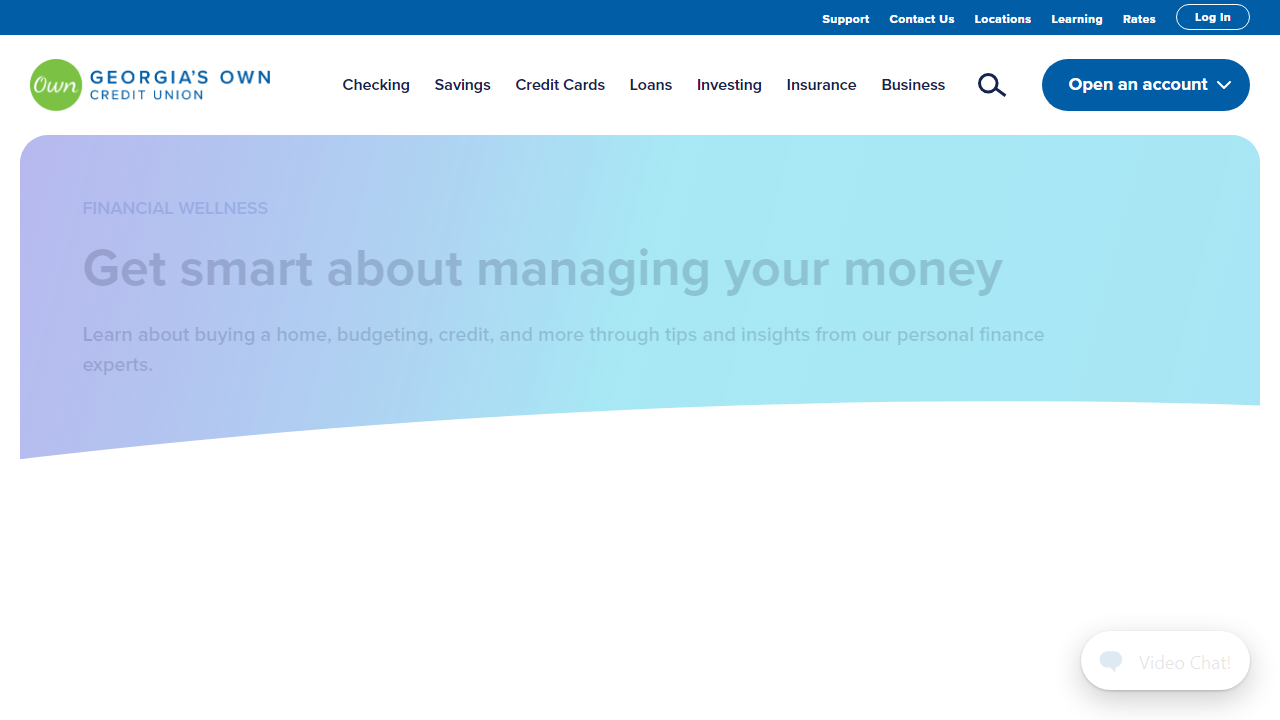 Support Contact Us Locations Learning Rates Log In
Own GEORGIA'S OWN
CREDIT UNION
Checking Savings Credit Cards Loans Investing Insurance Business Open an account
FINANCIAL WELLNESS
Get smart about managing your money
Learn about buying a home, budgeting, credit, and more through tips and insights from our personal finance
experts.
Video Chat!